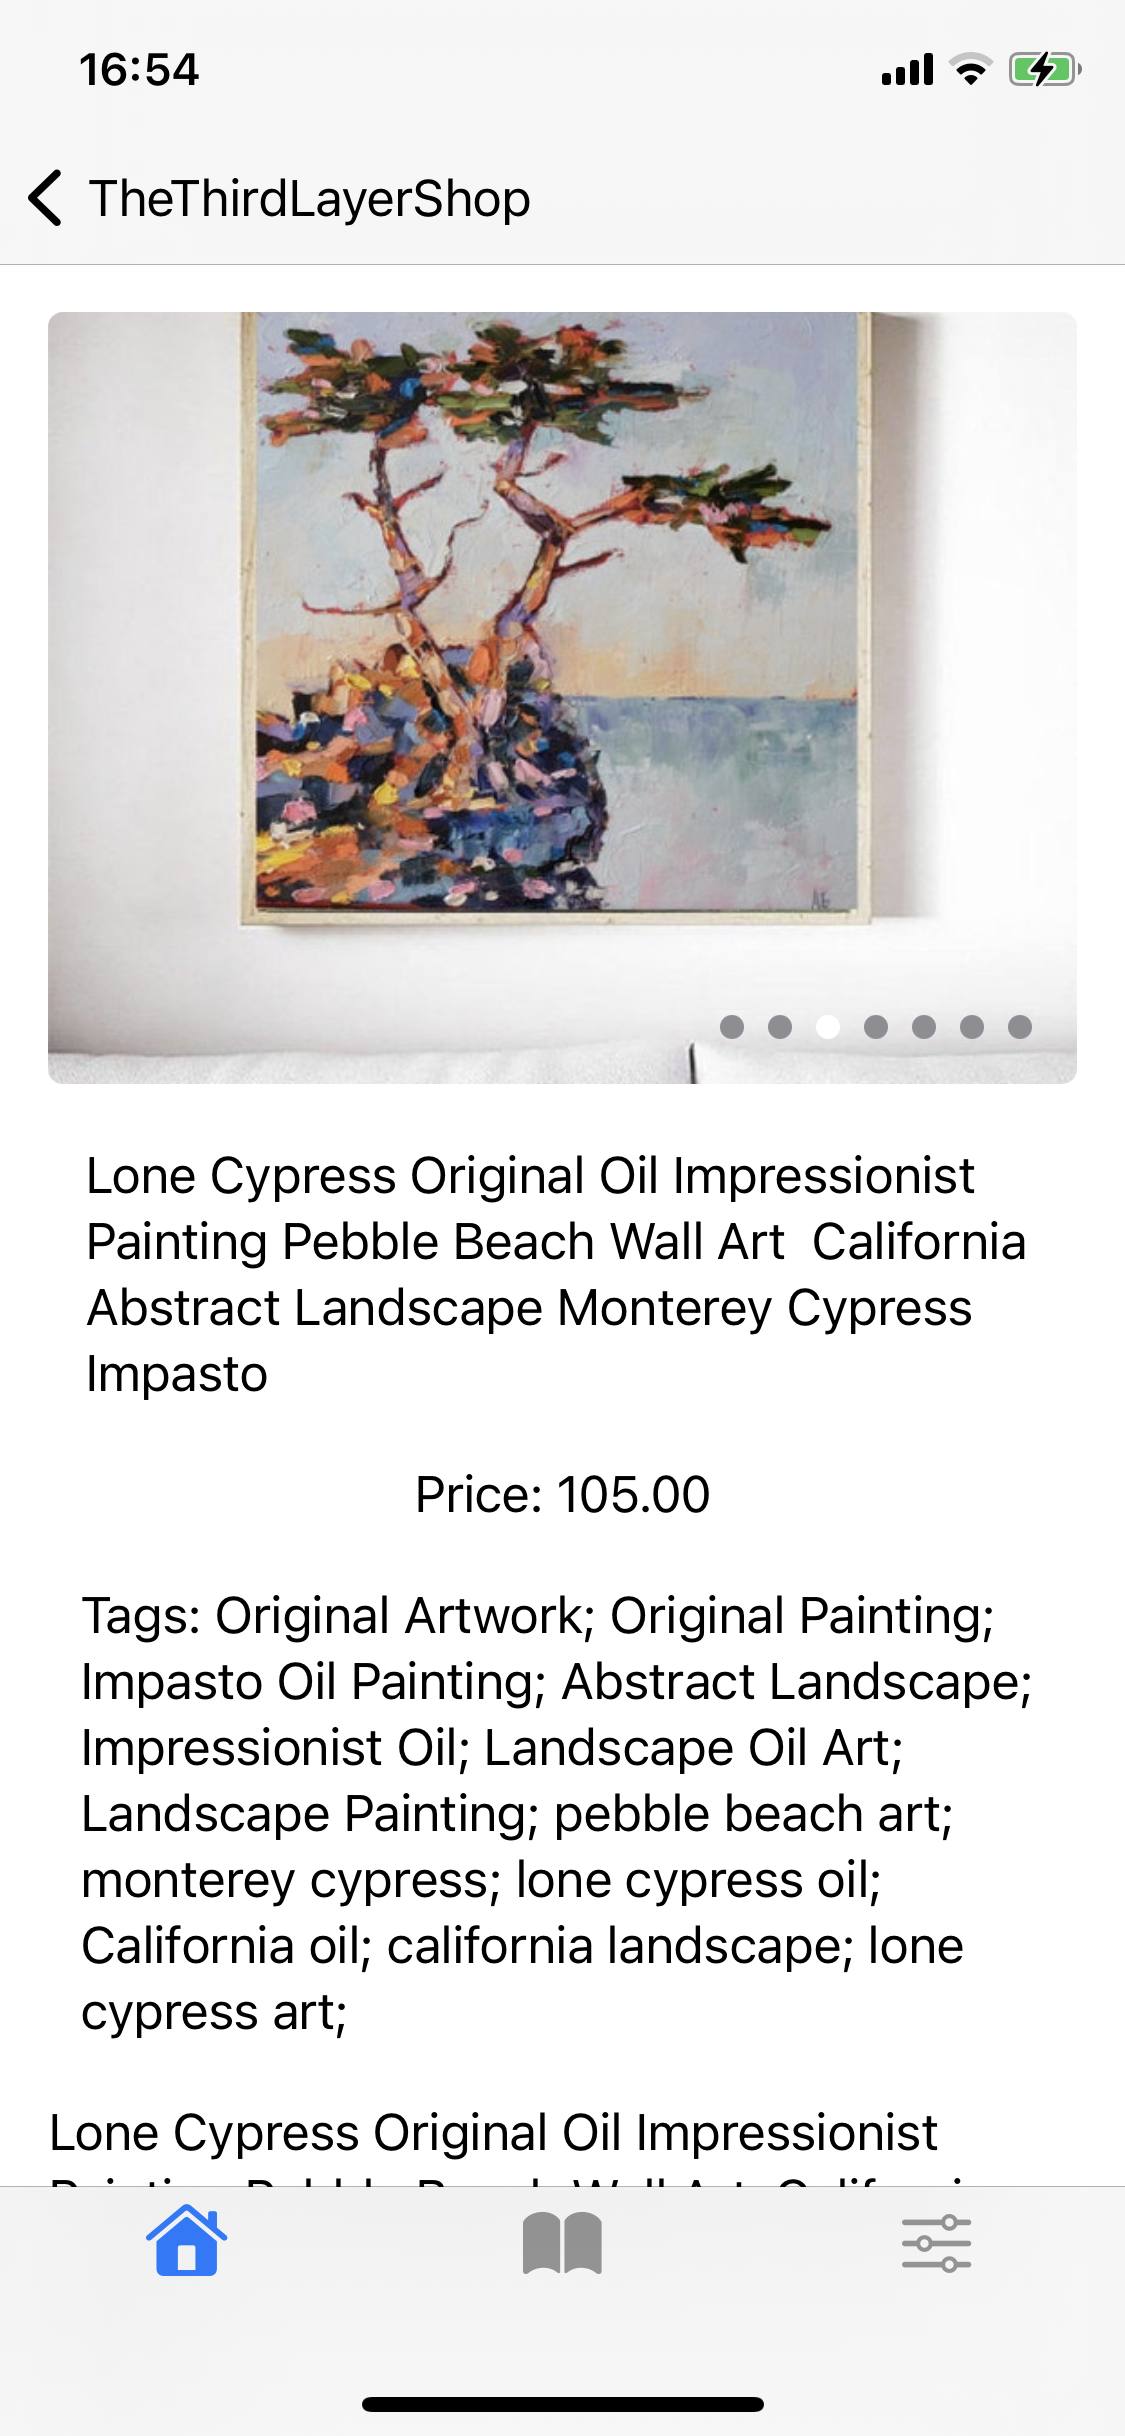 16:54
TheThirdLayerShop
AE
Lone Cypress Original Oil Impressionist
Painting Pebble Beach Wall Art  California
Abstract Landscape Monterey Cypress
Impasto
Price: 105.00
Tags: Original Artwork; Original Painting;
Impasto Oil Painting; Abstract Landscape;
Impressionist Oil; Landscape Oil Art;
Landscape Painting; pebble beach art;
monterey cypress; lone cypress oil;
California oil; california landscape; lone
cypress art;
Lone Cypress Original Oil Impressionist